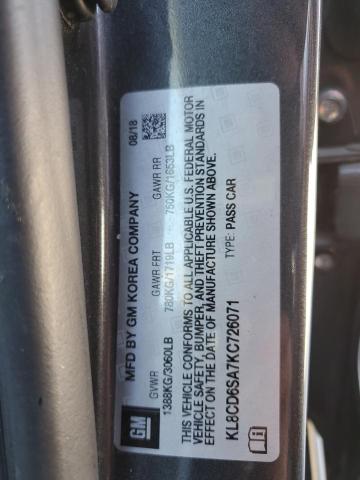 GM
MFD BY GM KOREA COMPANY 08/18
GVWR GAWR FRT GAWR RR
1388KG/3060LB 780KG/1719LB 750KG/1653LB
THIS VEHICLE CONFORMS TO ALL APPLICABLE U.S. FEDERAL MOTOR
VEHICLE SAFETY, BUMPER, AND THEFT PREVENTION STANDARDS IN
EFFECT ON THE DATE OF MANUFACTURE SHOWN ABOVE.
KL8CD6SA7KC726071 TYPE: PASS CAR